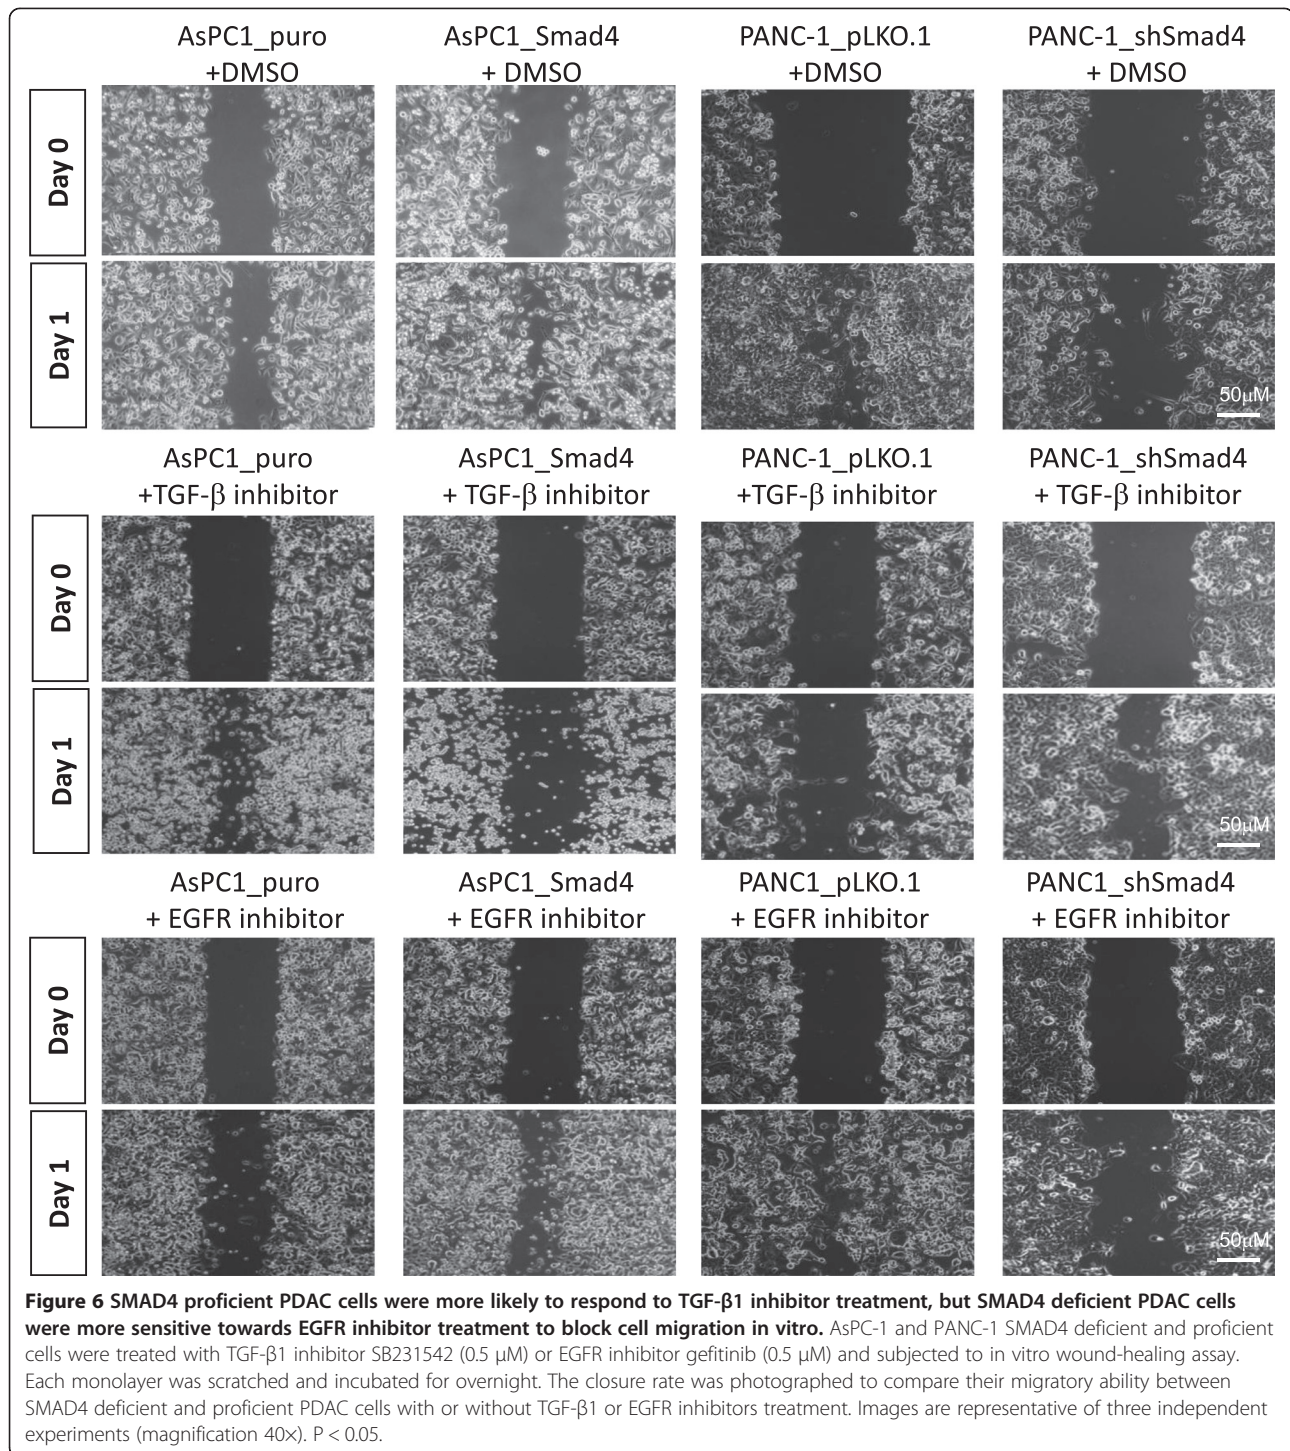 AsPC1_puro
+DMSO
AsPC1_Smad4
+ DMSO
PANC-1_pLKO.1
+DMSO
PANC-1_shSmad4
+ DMSO
Day 0
Day 1
50μM
AsPC1_puro
+TGF-β inhibitor
AsPC1_Smad4
+ TGF-β inhibitor
PANC-1_pLKO.1
+TGF-β inhibitor
PANC-1_shSmad4
+ TGF-β inhibitor
Day 0
Day 1
50μM
AsPC1_puro
+ EGFR inhibitor
AsPC1_Smad4
+ EGFR inhibitor
PANC1_pLKO.1
+ EGFR inhibitor
PANC1_shSmad4
+ EGFR inhibitor
Day 0
Day 1
50μM
Figure 6 SMAD4 proficient PDAC cells were more likely to respond to TGF-β1 inhibitor treatment, but SMAD4 deficient PDAC cells
were more sensitive towards EGFR inhibitor treatment to block cell migration in vitro. AsPC-1 and PANC-1 SMAD4 deficient and proficient
cells were treated with TGF-β1 inhibitor SB231542 (0.5 μM) or EGFR inhibitor gefitinib (0.5 μM) and subjected to in vitro wound-healing assay.
Each monolayer was scratched and incubated for overnight. The closure rate was photographed to compare their migratory ability between
SMAD4 deficient and proficient PDAC cells with or without TGF-β1 or EGFR inhibitors treatment. Images are representative of three independent
experiments (magnification 40×). P < 0.05.